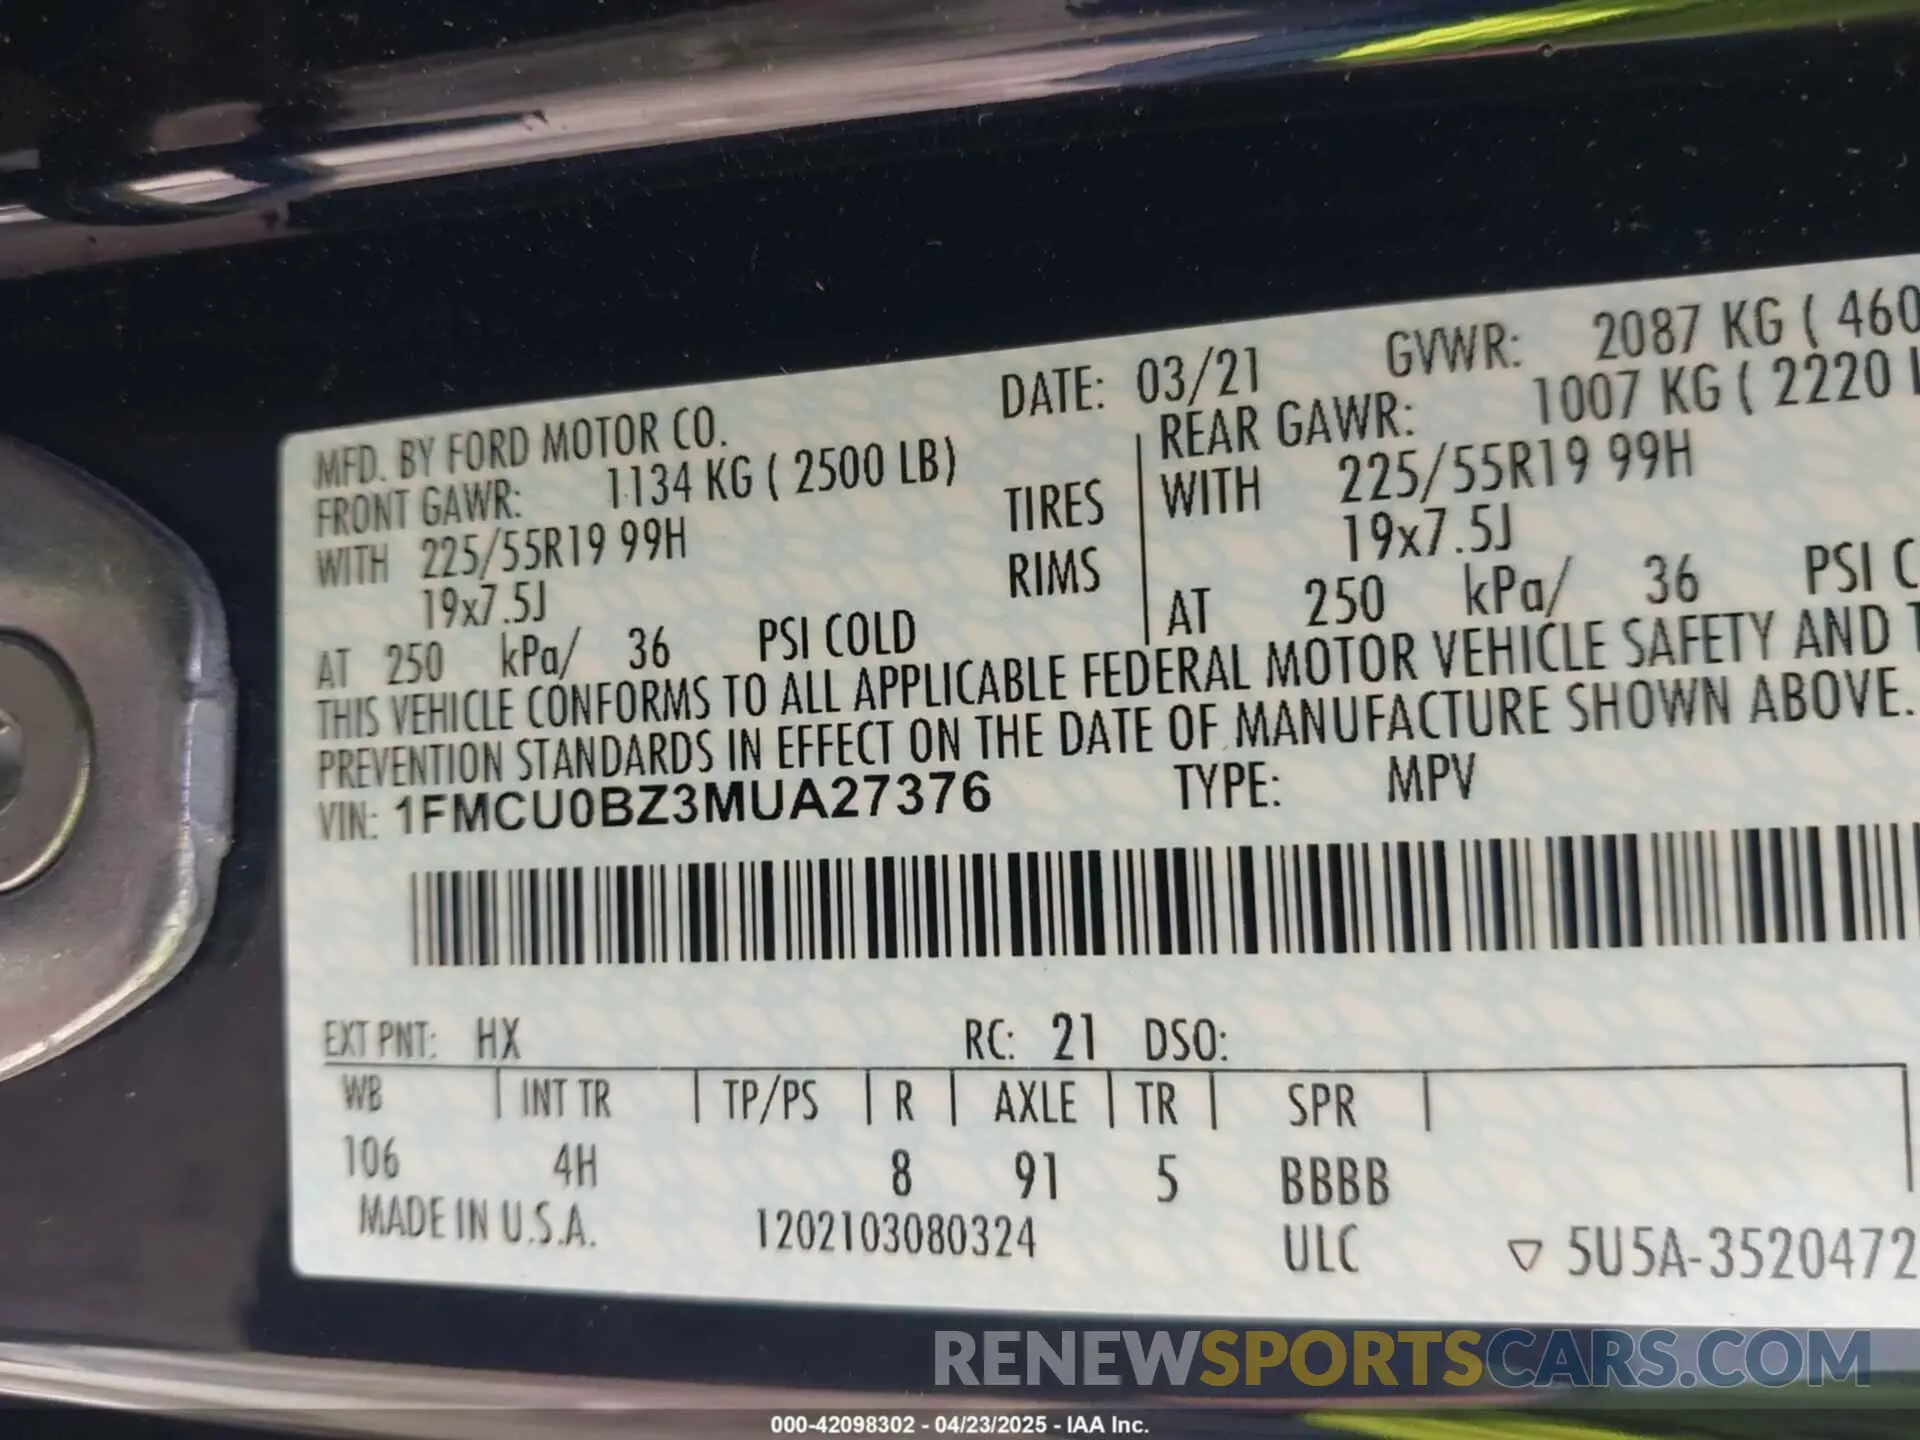 MFD. BY FORD MOTOR CO. DATE: 03/21 GVWR: 2087 KG ( 460
FRONT GAWR: 1134 KG ( 2500 LB) REAR GAWR: 1007 KG ( 2220
WITH 225/55R19 99H TIRES WITH 225/55R19 99H
19x7.5J RIMS 19x7.5J
AT 250 kPa/ 36 PSI COLD AT 250 kPa/ 36 PSI C
THIS VEHICLE CONFORMS TO ALL APPLICABLE FEDERAL MOTOR VEHICLE SAFETY AND T
PREVENTION STANDARDS IN EFFECT ON THE DATE OF MANUFACTURE SHOWN ABOVE.
VIN: 1FMCU0BZ3MUA27376 TYPE: MPV
EXT PNT: HX RC: 21 DSO:
WB INT TR TP/PS R AXLE TR SPR
106 4H 8 91 5 BBBB
MADE IN U.S.A. 1202103080324 ULC ▽ 5U5A-3520472
RENEWSPORTSCARS.COM
000-42098302 - 04/23/2025 - IAA Inc.